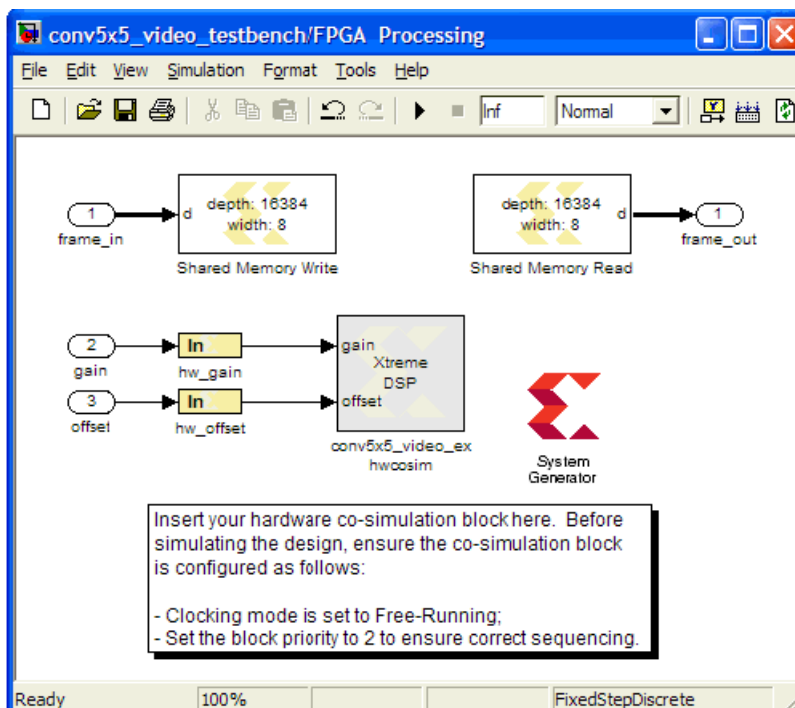 conv5x5_video_testbench/FPGA Processing
File Edit View Simulation Format Tools Help
Inf Normal
1
frame_in
d
depth: 16384
width: 8
Shared Memory Write
depth: 16384
width: 8
d
Shared Memory Read
1
frame_out
2
gain
In
hw_gain
3
offset
In
hw_offset
gain
Xtreme
DSP
offset
conv5x5_video_ex
hwcosim
System
Generator
Insert your hardware co-simulation block here. Before
simulating the design, ensure the co-simulation block
is configured as follows:
- Clocking mode is set to Free-Running;
- Set the block priority to 2 to ensure correct sequencing.
Ready 100% FixedStepDiscrete